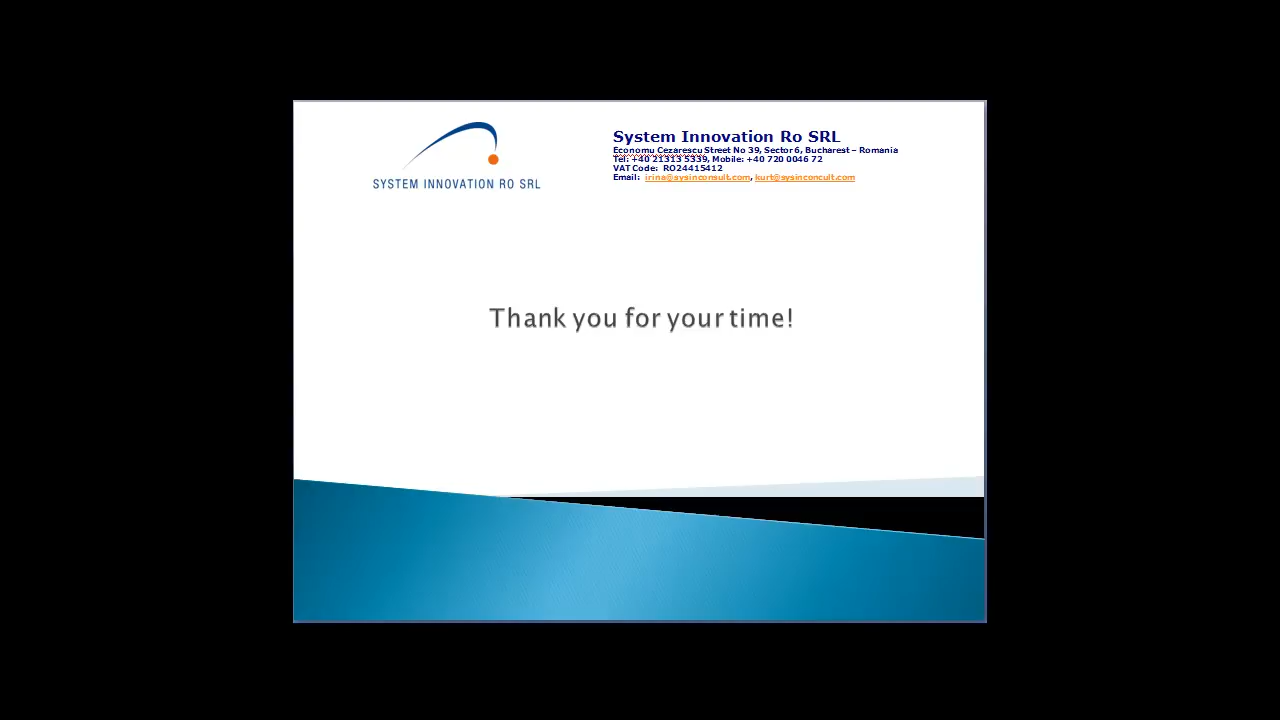 SYSTEM INNOVATION RO SRL
System Innovation Ro SRL
Economu Cezarescu Street No 39, Sector 6, Bucharest – Romania
Tel: +40 21313 5339, Mobile: +40 720 0046 72
VAT Code: RO24415412
Email: irina@sysinconsult.com, kurt@sysinconcult.com
Thank you for your time!